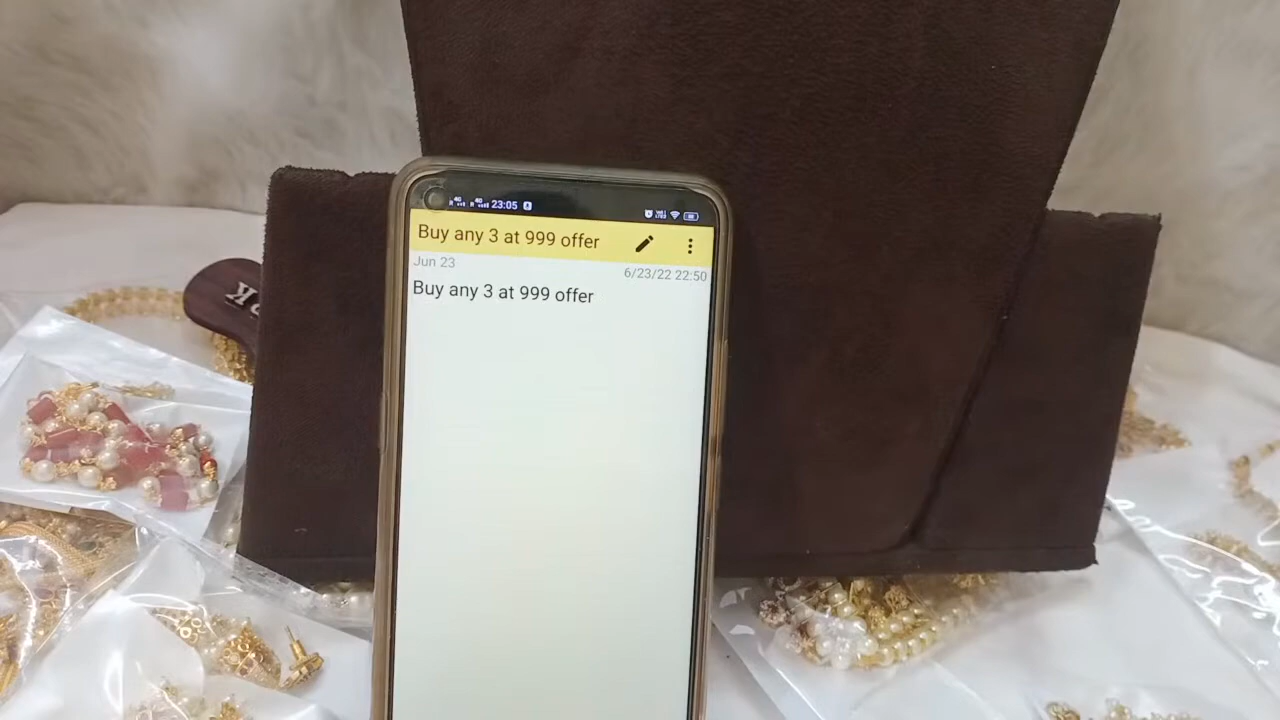 23:05
Buy any 3 at 999 offer
Jun 23
6/23/22 22:50
Buy any 3 at 999 offer